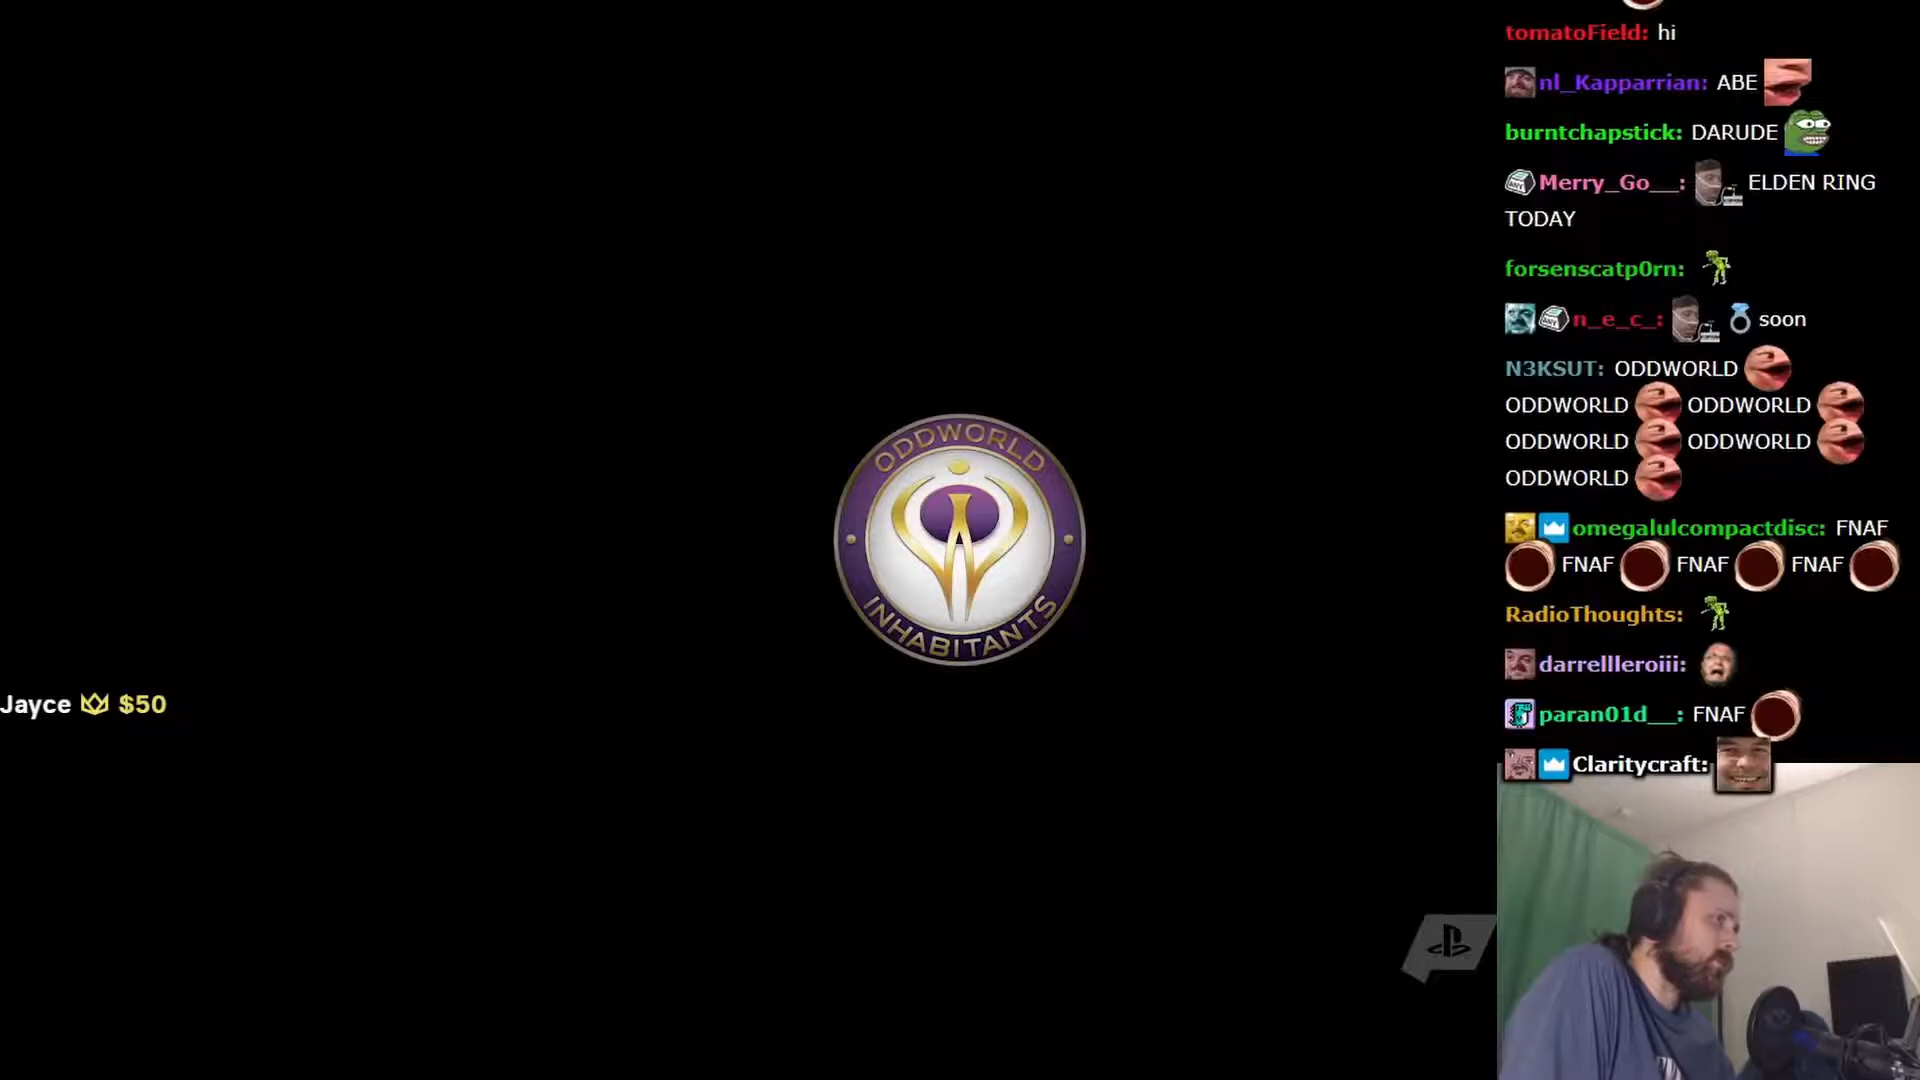 tomatoField: hi
nl_Kapparrian: ABE
burntchapstick: DARUDE
Merry_Go__: ELDEN RING
TODAY
forsenscatp0rn:
n_e_c_: soon
N3KSUT: ODDWORLD
ODDWORLD ODDWORLD
ODDWORLD ODDWORLD
ODDWORLD
omegalulcompactdisc: FNAF
FNAF FNAF FNAF
RadioThoughts:
darrellleroiii:
paran01d__: FNAF
Claritycraft:
ODDWORLD
INHABITANTS
Jayce $50